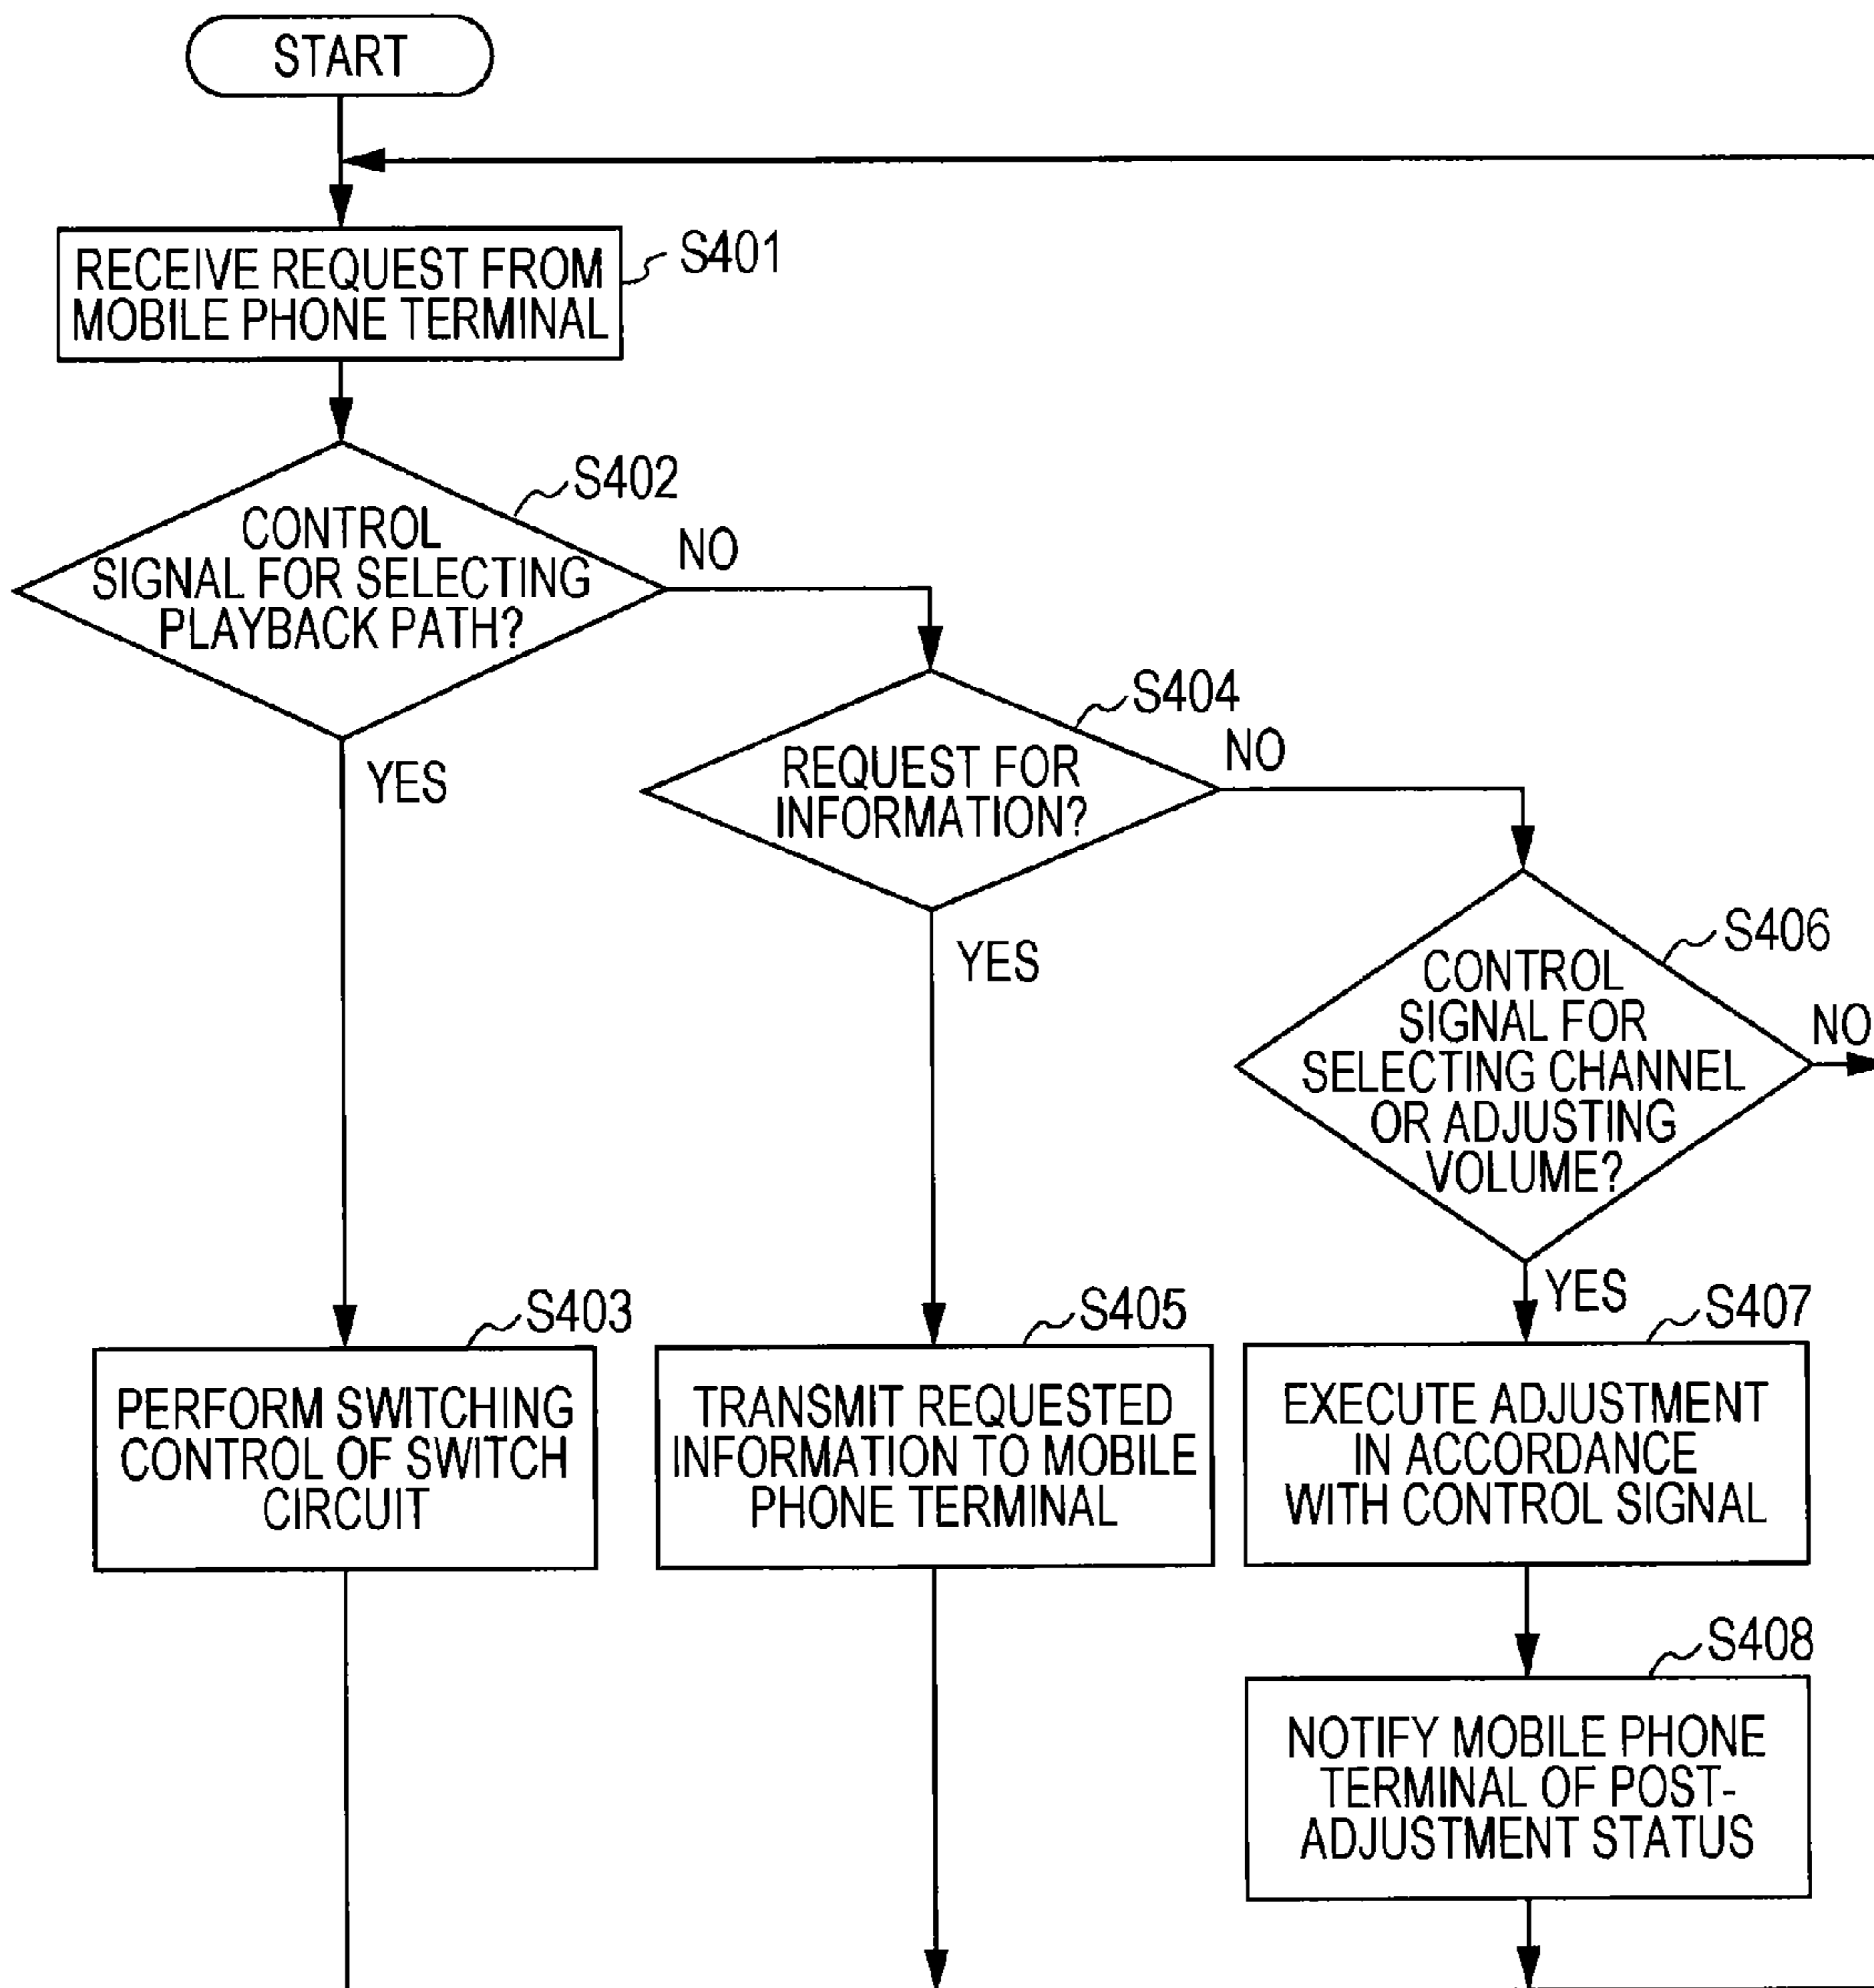 START
RECEIVE REQUEST FROM
MOBILE PHONE TERMINAL
S401
CONTROL
SIGNAL FOR SELECTING
PLAYBACK PATH?
S402
NO
YES
REQUEST FOR
INFORMATION?
S404
NO
YES
CONTROL
SIGNAL FOR
SELECTING CHANNEL
OR ADJUSTING
VOLUME?
S406
NO
YES
S403
PERFORM SWITCHING
CONTROL OF SWITCH
CIRCUIT
S405
TRANSMIT REQUESTED
INFORMATION TO MOBILE
PHONE TERMINAL
S407
EXECUTE ADJUSTMENT
IN ACCORDANCE
WITH CONTROL SIGNAL
S408
NOTIFY MOBILE PHONE
TERMINAL OF POST-
ADJUSTMENT STATUS